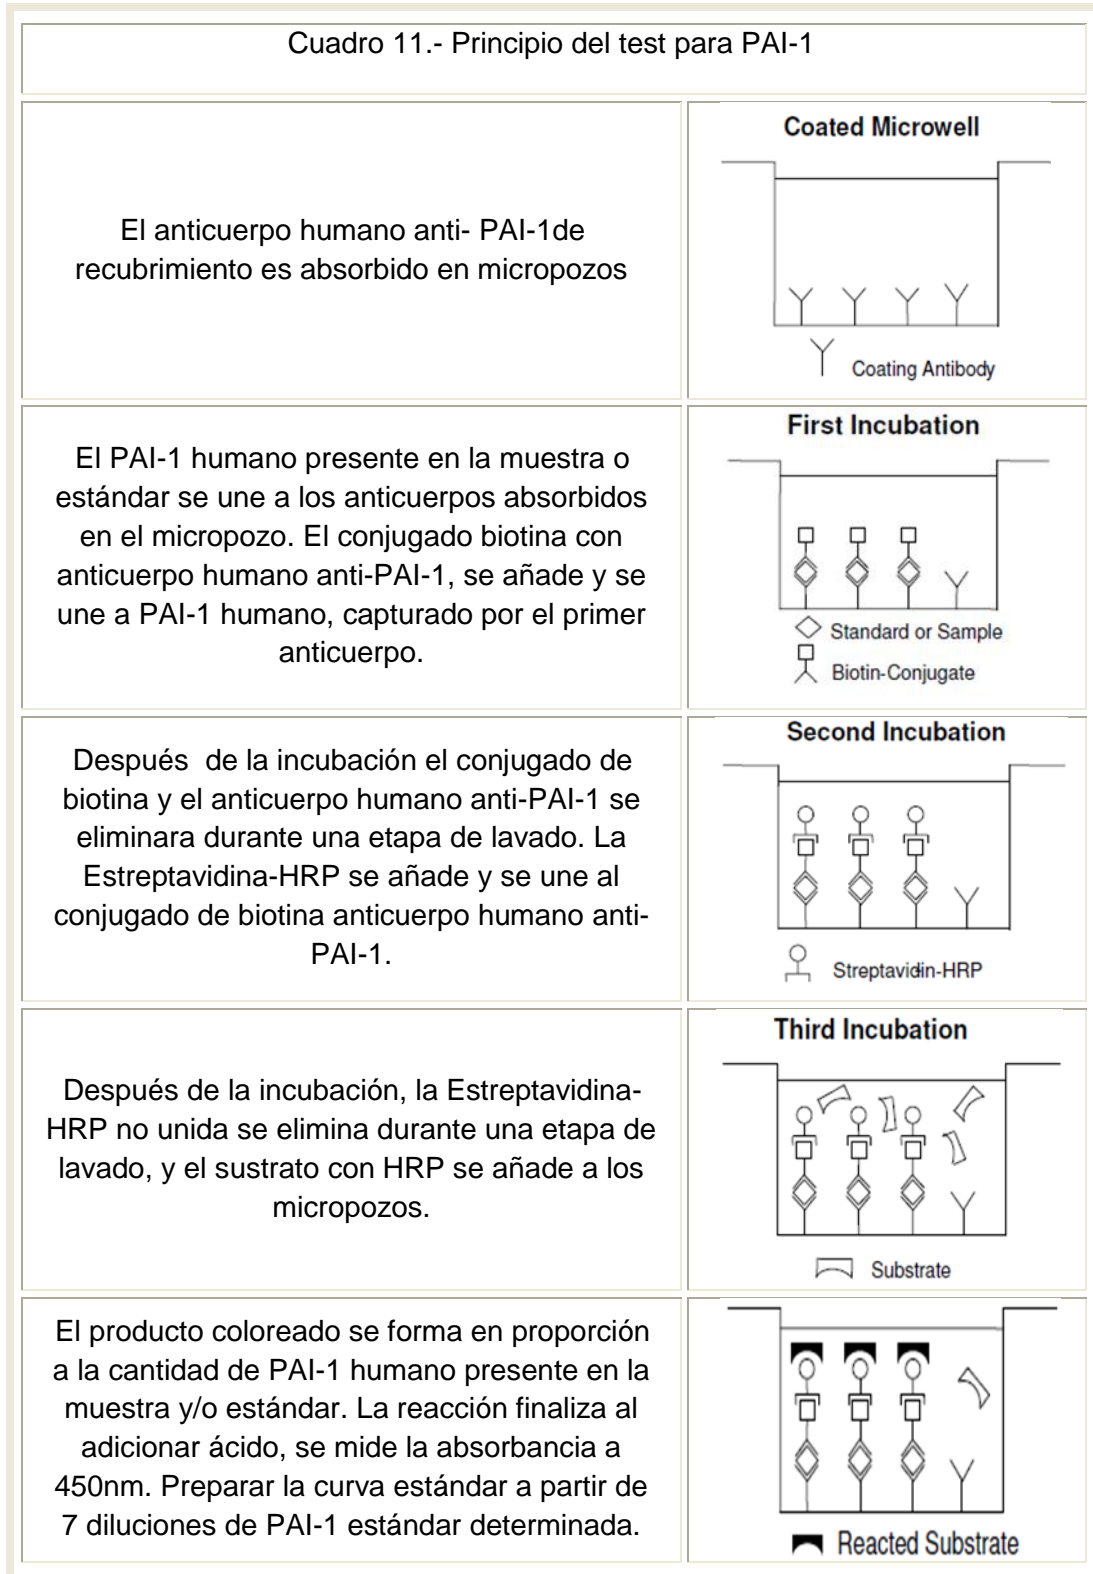 Cuadro 11.- Principio del test para PAI-1
El anticuerpo humano anti- PAI-1de
recubrimiento es absorbido en micropozos
Coated Microwell
Coating Antibody
El PAI-1 humano presente en la muestra o
estándar se une a los anticuerpos absorbidos
en el micropozo. El conjugado biotina con
anticuerpo humano anti-PAI-1, se añade y se
une a PAI-1 humano, capturado por el primer
anticuerpo.
First Incubation
Standard or Sample
Biotin-Conjugate
Después  de la incubación el conjugado de
biotina y el anticuerpo humano anti-PAI-1 se
eliminara durante una etapa de lavado. La
Estreptavidina-HRP se añade y se une al
conjugado de biotina anticuerpo humano anti-
PAI-1.
Second Incubation
Streptavidin-HRP
Después de la incubación, la Estreptavidina-
HRP no unida se elimina durante una etapa de
lavado, y el sustrato con HRP se añade a los
micropozos.
Third Incubation
Substrate
El producto coloreado se forma en proporción
a la cantidad de PAI-1 humano presente en la
muestra y/o estándar. La reacción finaliza al
adicionar ácido, se mide la absorbancia a
450nm. Preparar la curva estándar a partir de
7 diluciones de PAI-1 estándar determinada.
Reacted Substrate